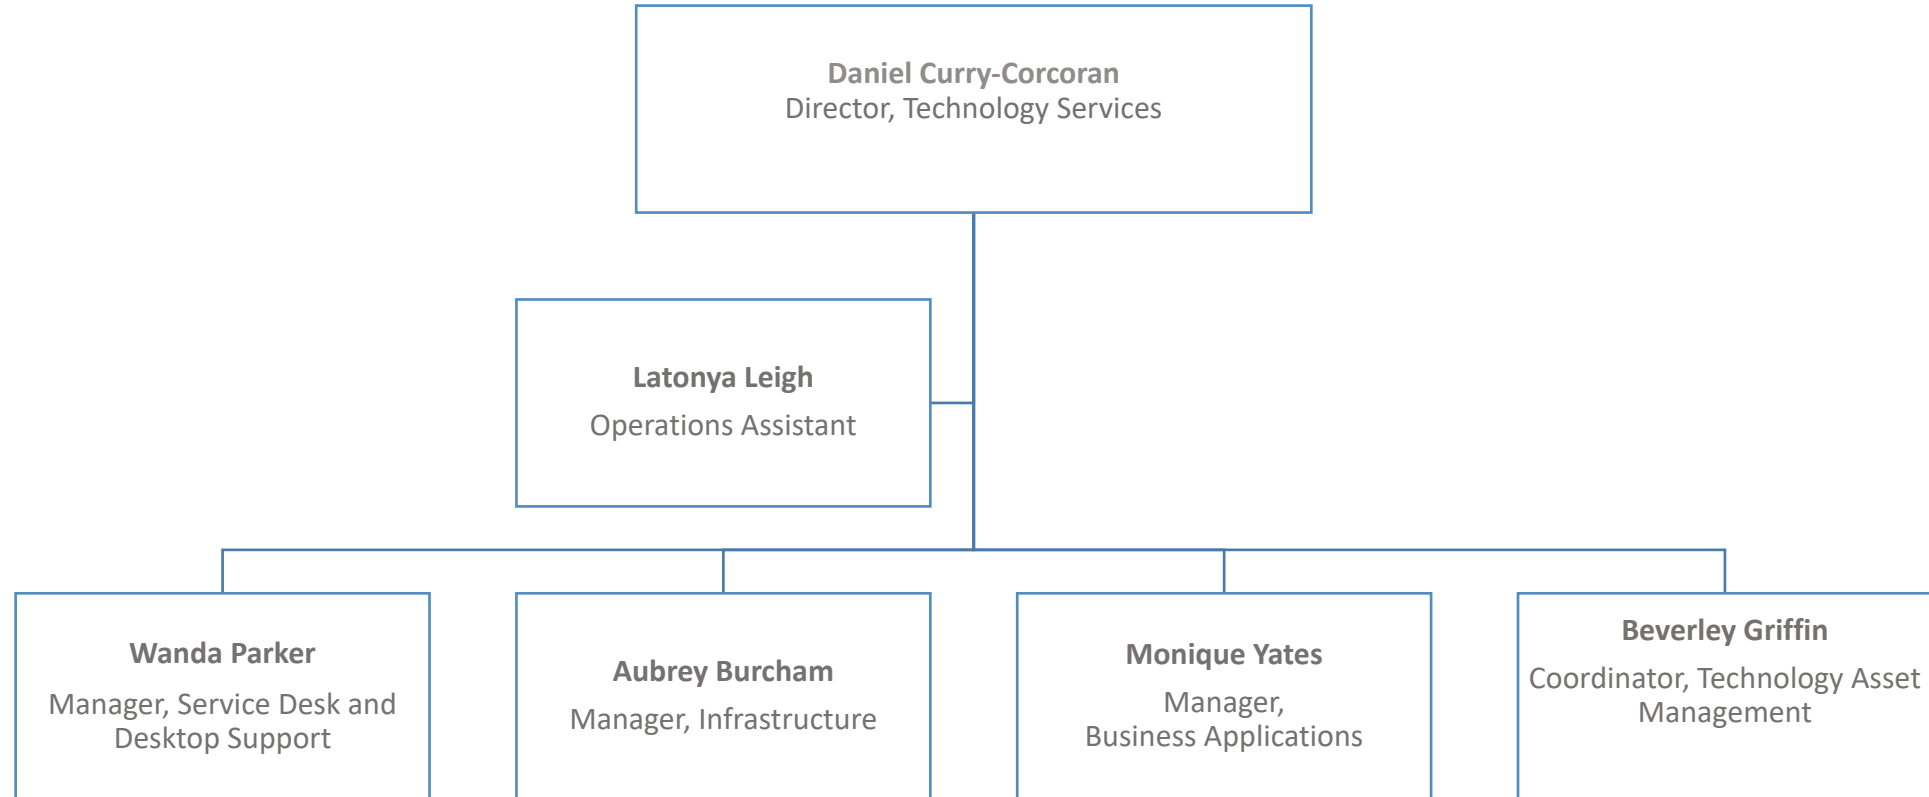 Daniel Curry-Corcoran
Director, Technology Services
Latonya Leigh
Operations Assistant
Wanda Parker
Manager, Service Desk and
Desktop Support
Aubrey Burcham
Manager, Infrastructure
Monique Yates
Manager,
Business Applications
Beverley Griffin
Coordinator, Technology Asset
Management